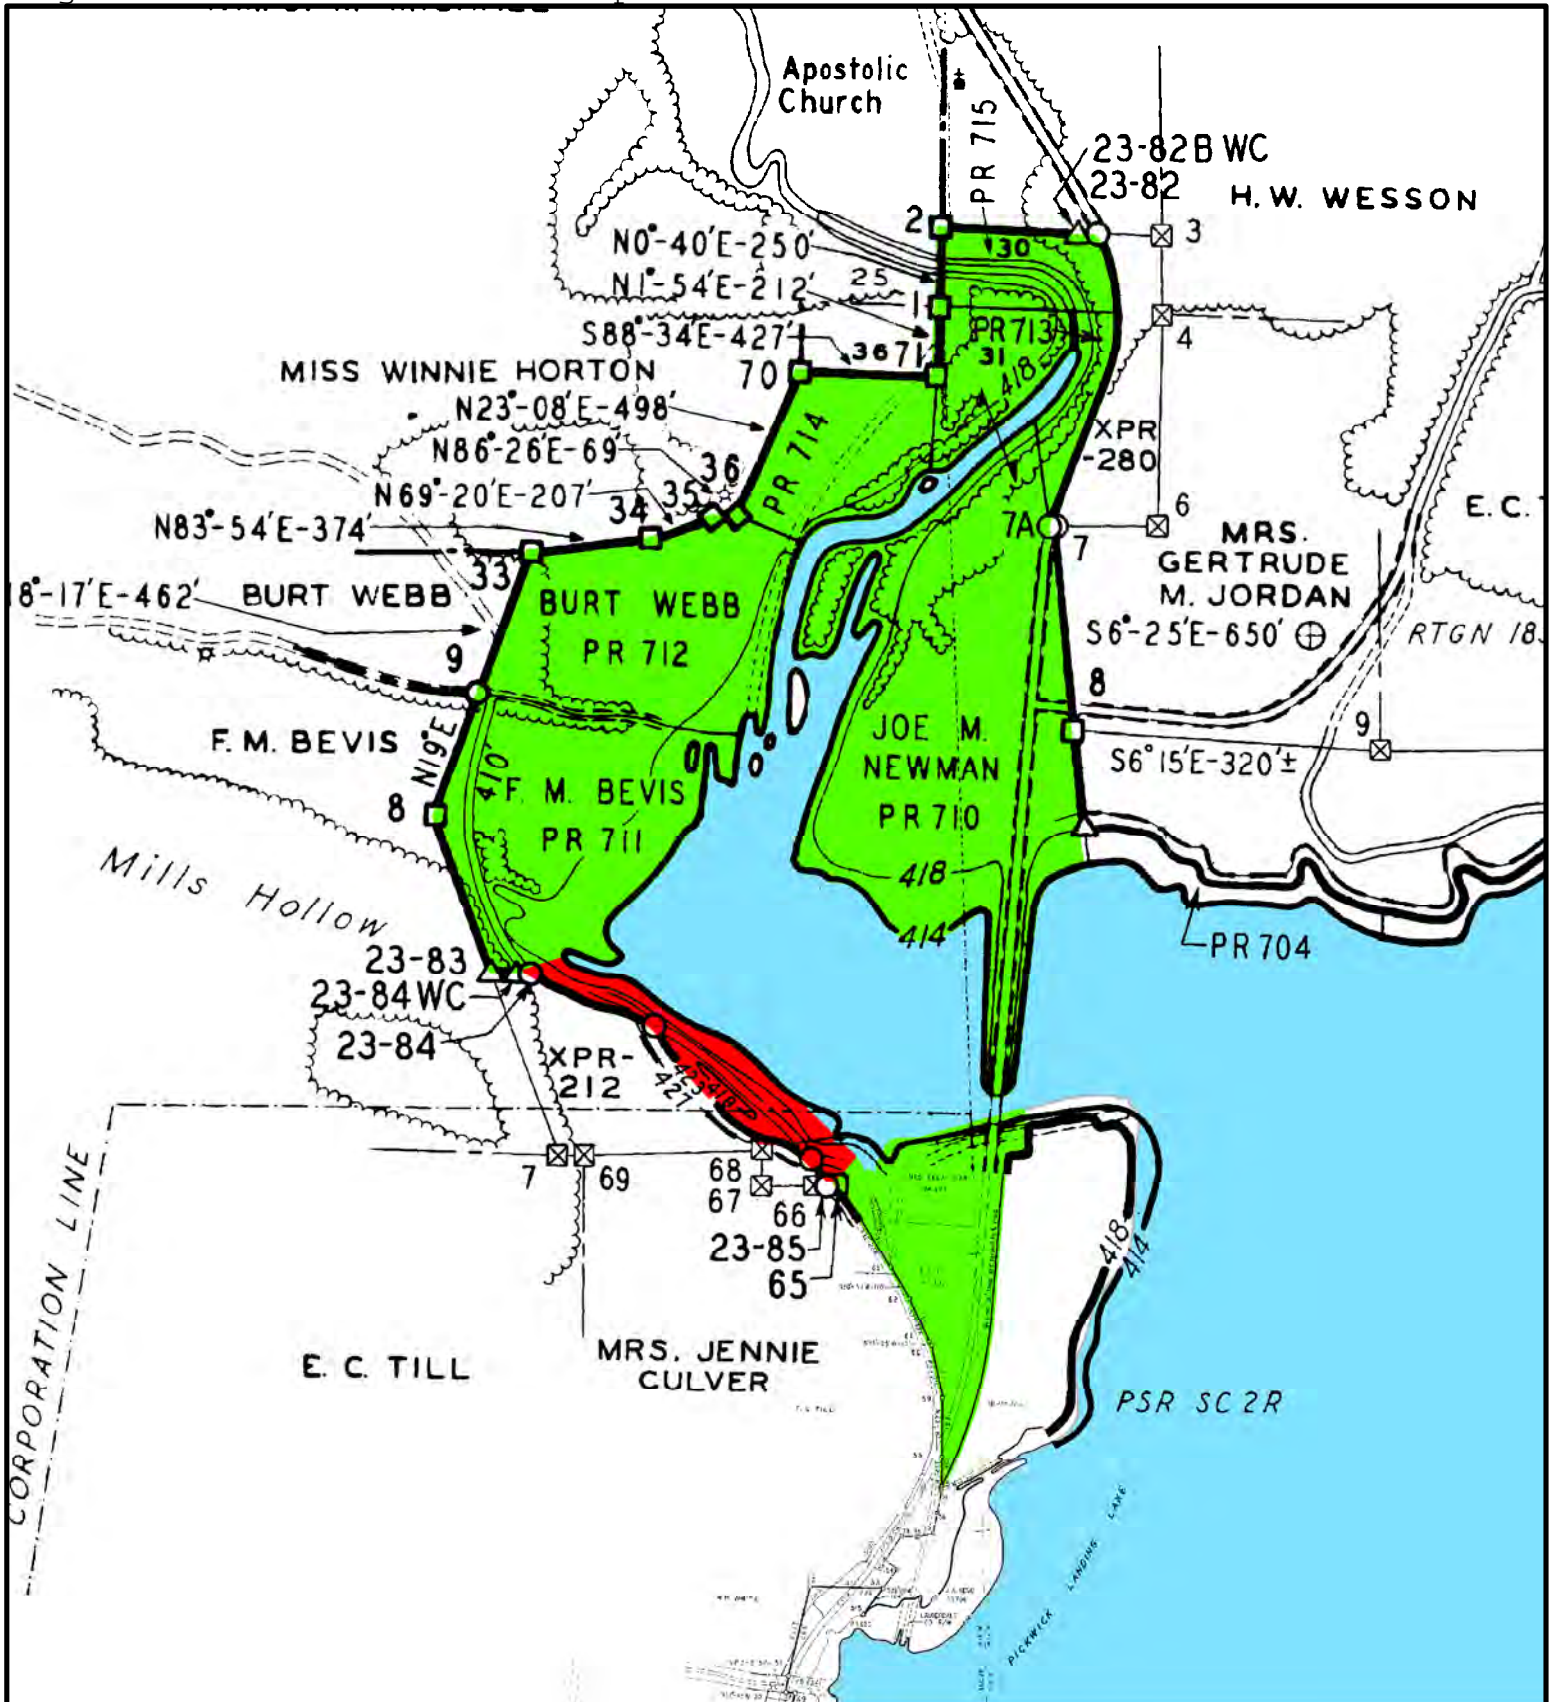 Apostolic
Church
PR 715
23-82B WC
23-82
H. W. WESSON
2
3
N0°-40'E-250'
30
N1°-54'E-212'
25
1
4
S88°-34'E-427'
36
71
PR 713
31
418
MISS WINNIE HORTON
70
N23°-08'E-498'
PR 714
XPR
-280
N86°-26'E-69'
36
N69°-20'E-207'
35
34
N83°-54'E-374'
33
7A
7
6
E. C.
MRS.
GERTRUDE
M. JORDAN
18°-17'E-462'
BURT WEBB
BURT WEBB
PR 712
S6°-25'E-650'
RTGN 18
9
8
9
F. M. BEVIS
N19°E
410'
JOE M.
NEWMAN
PR 710
S6°15'E-320'±
8
F. M. BEVIS
PR 711
Mills Hollow
418
414
PR 704
23-83
23-84 WC
23-84
XPR-
212
423
418
427
7
69
68
67
66
23-85
65
CORPORATION LINE
418
414
E. C. TILL
MRS. JENNIE
CULVER
PSR SC 2R
PICKWICK LANDING LAKE